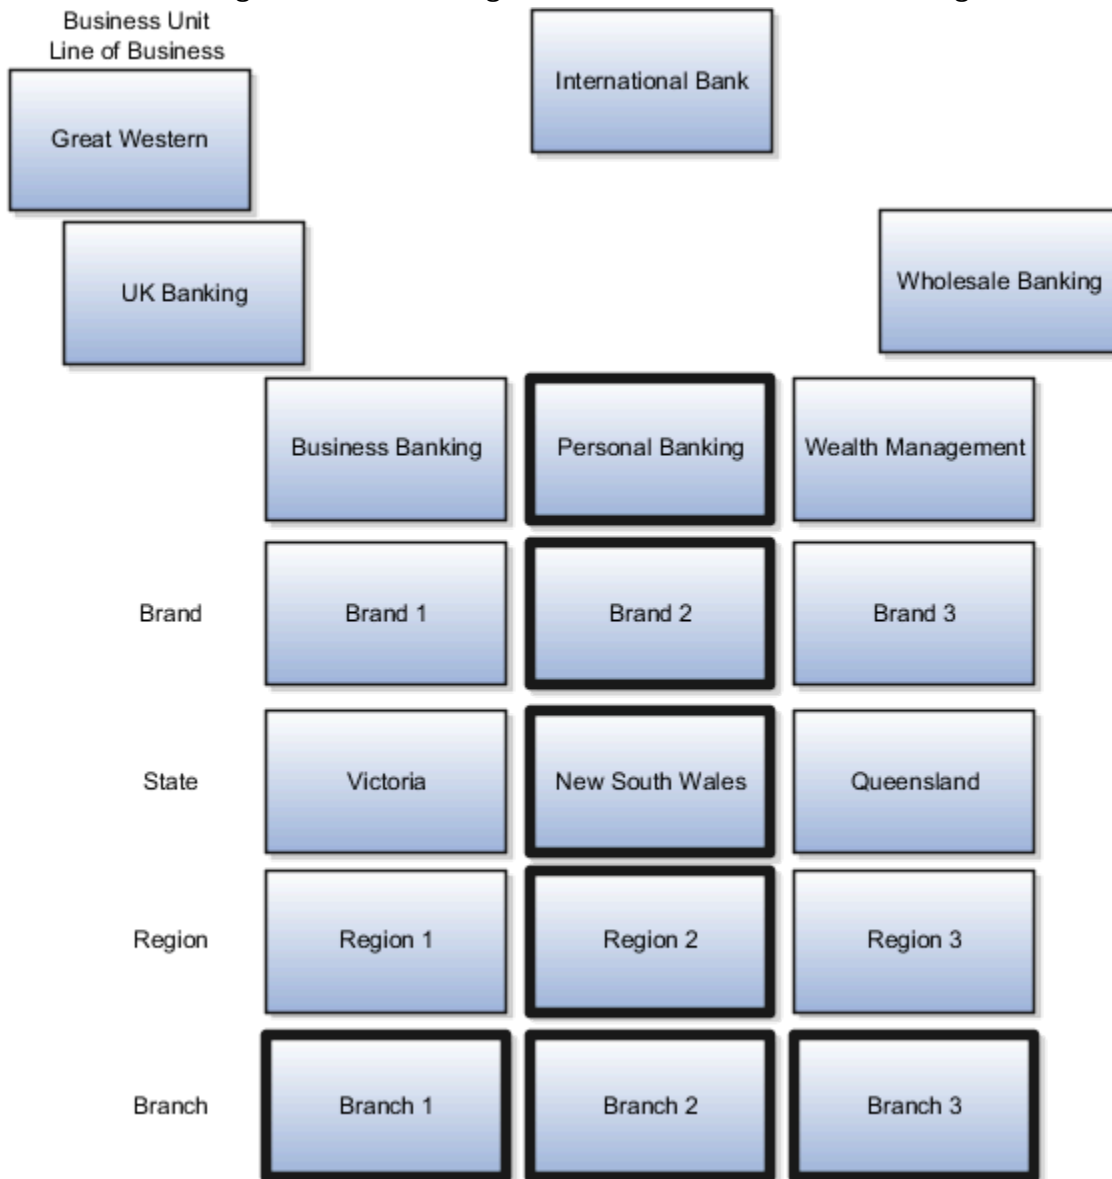 Business Unit
Line of Business
International Bank
Great Western
UK Banking
Wholesale Banking
Business Banking
Personal Banking
Wealth Management
Brand
Brand 1
Brand 2
Brand 3
State
Victoria
New South Wales
Queensland
Region
Region 1
Region 2
Region 3
Branch
Branch 1
Branch 2
Branch 3